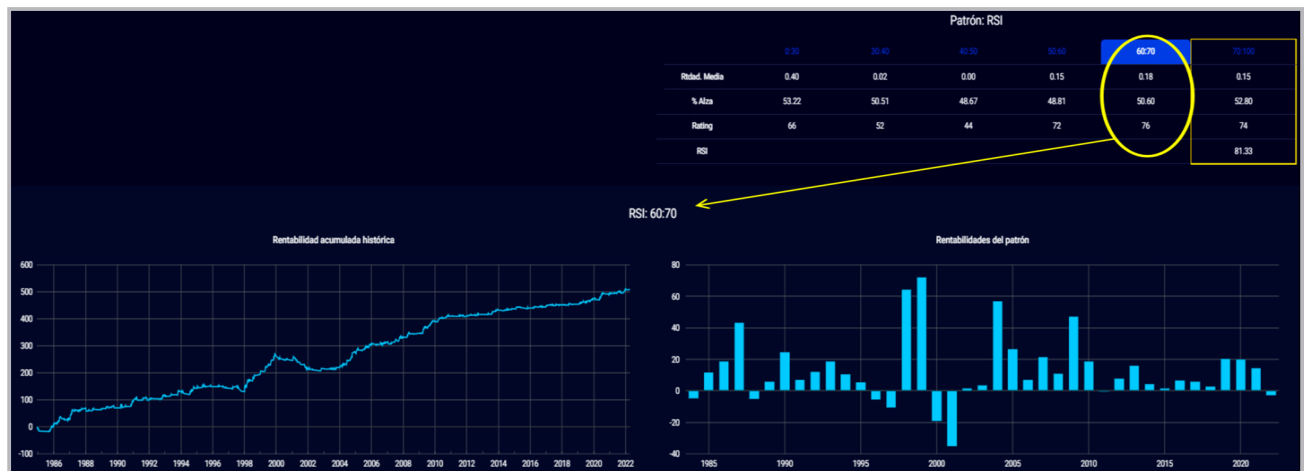 Patrón: RSI
0:30 30:40 40:50 50:60 60:70 70:100
Rtdad. Media 0.40 0.02 0.00 0.15 0.18 0.15
% Alza 53.22 50.51 48.67 48.81 50.60 52.80
Rating 66 52 44 72 76 74
RSI 81.33
RSI: 60:70
Rentabilidad acumulada histórica
600
500
400
300
200
100
0
-100
1986 1988 1990 1992 1994 1996 1998 2000 2002 2004 2006 2008 2010 2012 2014 2016 2018 2020 2022
Rentabilidades del patrón
80
60
40
20
0
-20
-40
1985 1990 1995 2000 2005 2010 2015 2020